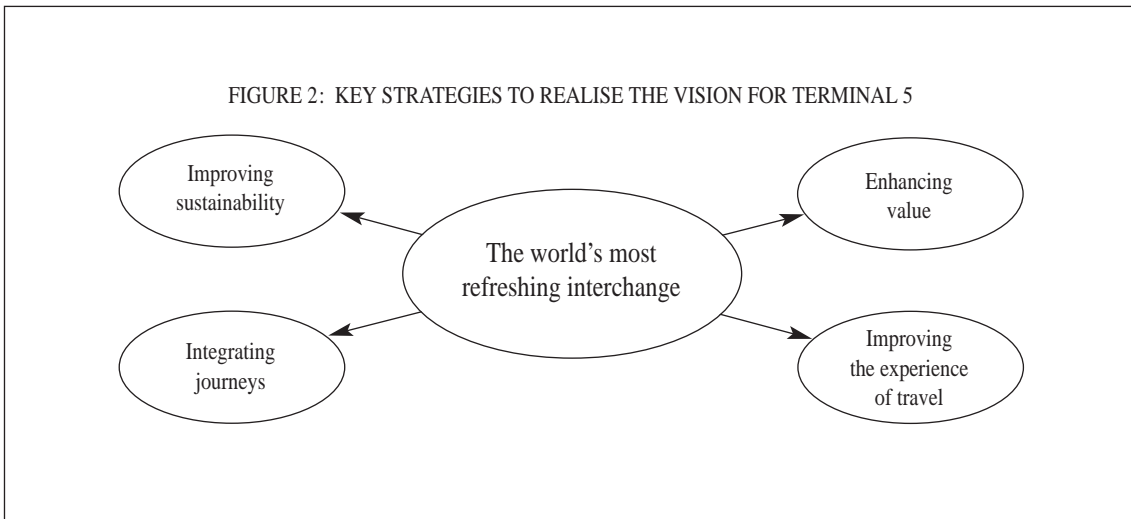 FIGURE 2: KEY STRATEGIES TO REALISE THE VISION FOR TERMINAL 5
Improving
sustainability
Enhancing
value
The world’s most
refreshing interchange
Integrating
journeys
Improving
the experience
of travel